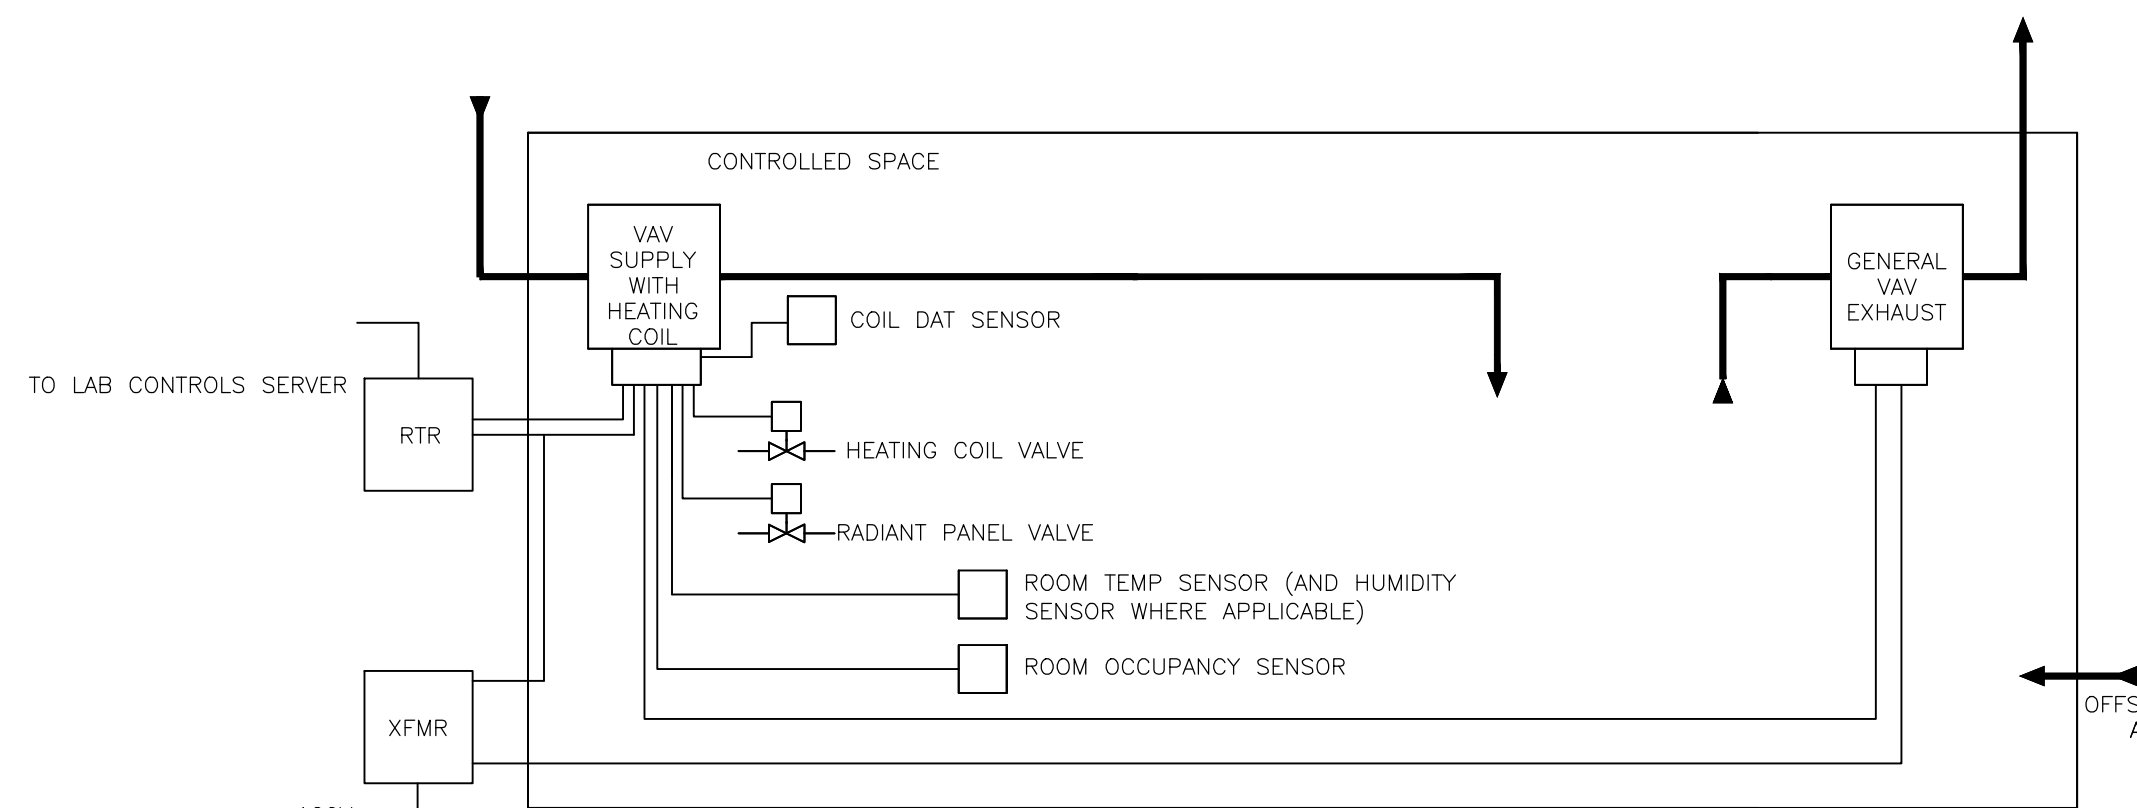 CONTROLLED SPACE
VAV
SUPPLY
WITH
HEATING
COIL
GENERAL
VAV
EXHAUST
COIL DAT SENSOR
TO LAB CONTROLS SERVER
RTR
HEATING COIL VALVE
RADIANT PANEL VALVE
ROOM TEMP SENSOR (AND HUMIDITY
SENSOR WHERE APPLICABLE)
ROOM OCCUPANCY SENSOR
XFMR